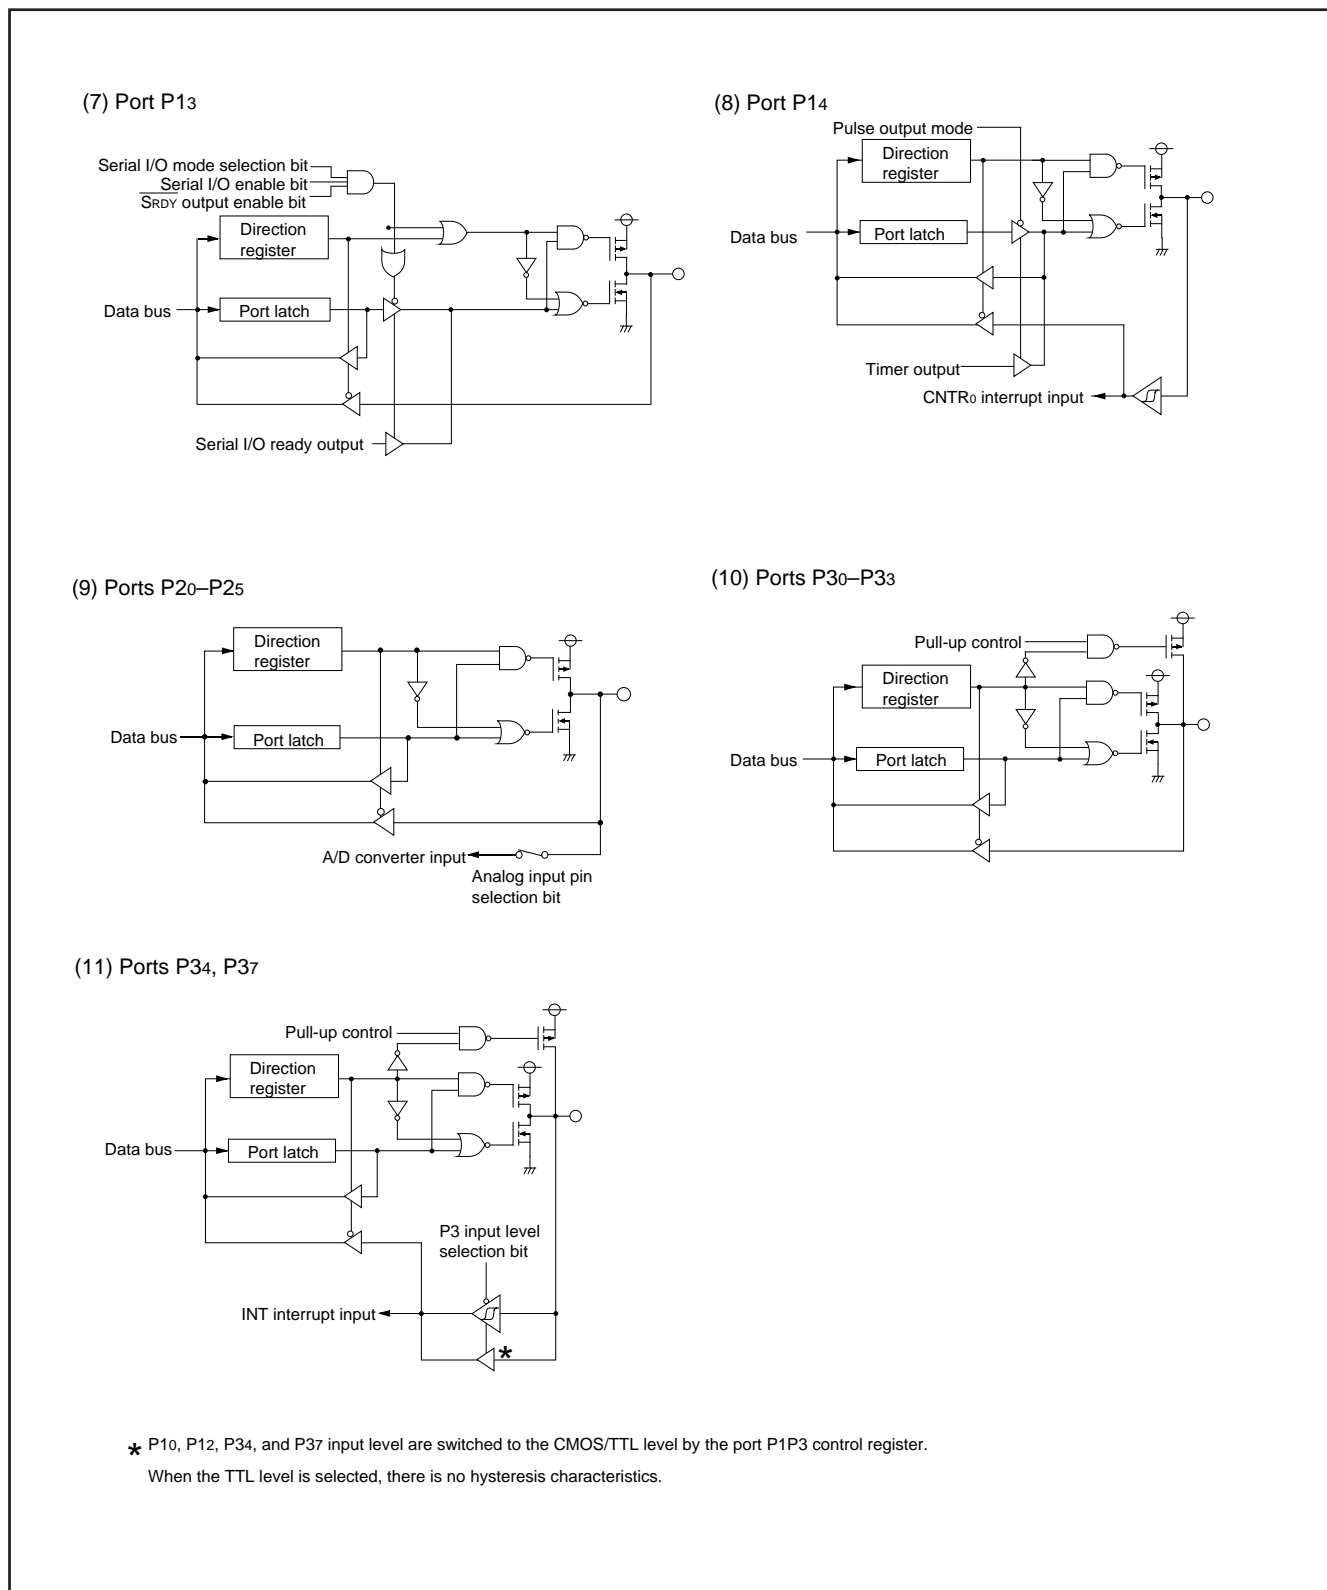 (7) Port P13
Serial I/O mode selection bit
Serial I/O enable bit
SRDY output enable bit
Direction
register
Data bus
Port latch
Serial I/O ready output
(8) Port P14
Pulse output mode
Direction
register
Data bus
Port latch
Timer output
CNTR0 interrupt input
(9) Ports P20–P25
Direction
register
Data bus
Port latch
A/D converter input
Analog input pin
selection bit
(10) Ports P30–P33
Pull-up control
Direction
register
Data bus
Port latch
(11) Ports P34, P37
Pull-up control
Direction
register
Data bus
Port latch
P3 input level
selection bit
INT interrupt input
*
* P10, P12, P34, and P37 input level are switched to the CMOS/TTL level by the port P1P3 control register.
When the TTL level is selected, there is no hysteresis characteristics.